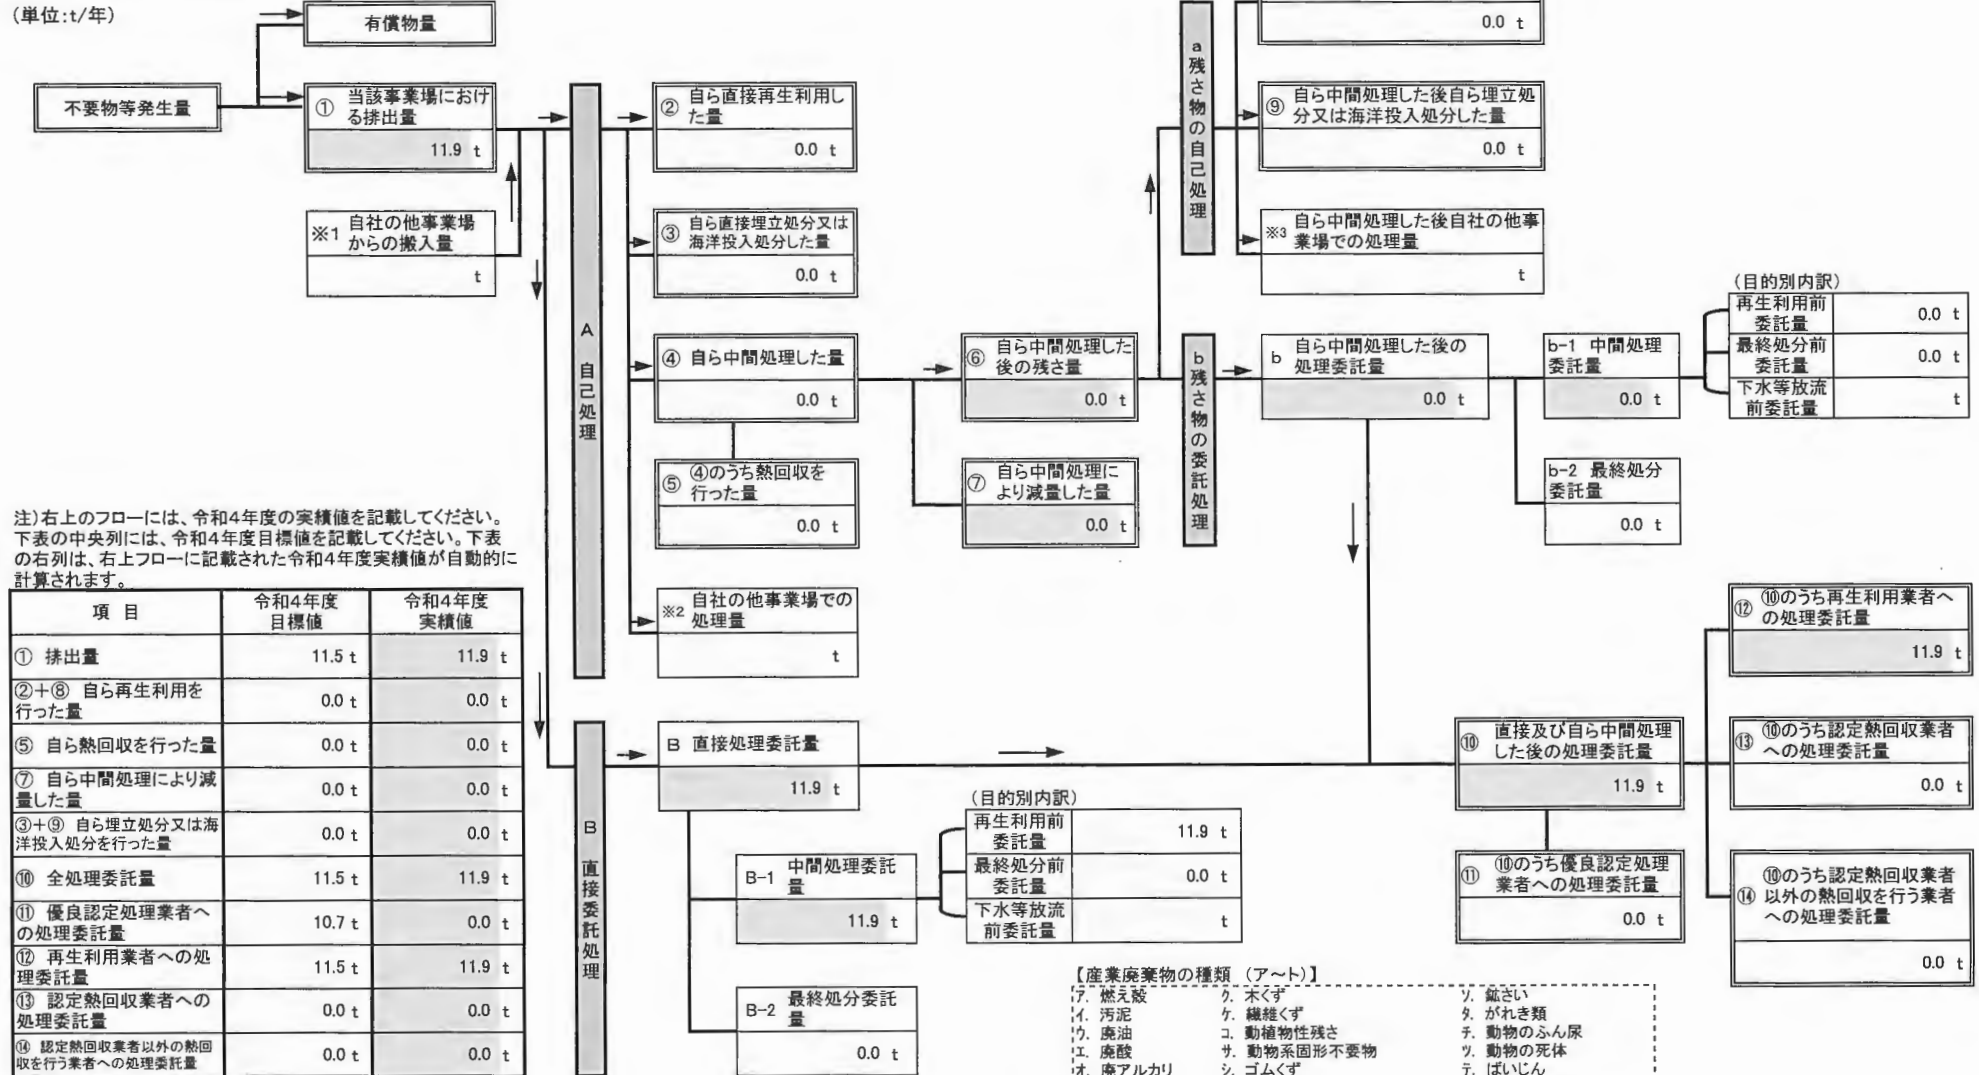 (単位:t/年)
有償物量
不要物等発生量
① 当該事業場におけ
る排出量
11.9 t
※1 自社の他事業場
からの搬入量
t
A 自己処理
② 自ら直接再生利用し
た量
0.0 t
③ 自ら直接埋立処分又は
海洋投入処分した量
0.0 t
④ 自ら中間処理した量
0.0 t
⑤ ④のうち熱回収を
行った量
0.0 t
※2 自社の他事業場での
処理量
t
⑥ 自ら中間処理した
後の残さ量
0.0 t
⑦ 自ら中間処理に
より減量した量
0.0 t
a 残さ物の自己処理
0.0 t
⑨ 自ら中間処理した後自ら埋立処
分又は海洋投入処分した量
0.0 t
※3 自ら中間処理した後自社の他事
業場での処理量
t
b 残さ物の委託処理
b 自ら中間処理した後の
処理委託量
0.0 t
b-1 中間処理
委託量
0.0 t
(目的別内訳)
再生利用前
委託量
0.0 t
最終処分前
委託量
0.0 t
下水等放流
前委託量
t
b-2 最終処分
委託量
0.0 t
注)右上のフローには、令和4年度の実績値を記載してください。
下表の中央列には、令和4年度目標値を記載してください。下表
の右列は、右上フローに記載された令和4年度実績値が自動的に
計算されます。
項 目 令和4年度 目標値 令和4年度 実績値
① 排出量 11.5 t 11.9 t
②+⑧ 自ら再生利用を
行った量 0.0 t 0.0 t
⑤ 自ら熱回収を行った量 0.0 t 0.0 t
⑦ 自ら中間処理により減
量した量 0.0 t 0.0 t
③+⑨ 自ら埋立処分又は海
洋投入処分を行った量 0.0 t 0.0 t
⑩ 全処理委託量 11.5 t 11.9 t
⑪ 優良認定処理業者へ
の処理委託量 10.7 t 0.0 t
⑫ 再生利用業者への処
理委託量 11.5 t 11.9 t
⑬ 認定熱回収業者への
処理委託量 0.0 t 0.0 t
⑭ 認定熱回収業者以外の熱回
収を行う業者への処理委託量 0.0 t 0.0 t
B 直接委託処理
B 直接処理委託量
11.9 t
B-1 中間処理委託
量
11.9 t
(目的別内訳)
再生利用前
委託量
11.9 t
最終処分前
委託量
0.0 t
下水等放流
前委託量
t
B-2 最終処分委託
量
0.0 t
⑩ 直接及び自ら中間処理
した後の処理委託量
11.9 t
⑪ ⑩のうち優良認定処理
業者への処理委託量
0.0 t
⑫ ⑩のうち再生利用業者へ
の処理委託量
11.9 t
⑬ ⑩のうち認定熱回収業者
への処理委託量
0.0 t
⑭ ⑩のうち認定熱回収業者
以外の熱回収を行う業者
への処理委託量
0.0 t
【産業廃棄物の種類 (ア~ト)】
ア. 燃え殻 ク. 木くず ソ. 鉱さい
イ. 汚泥 ケ. 繊維くず タ. がれき類
ウ. 廃油 コ. 動植物性残さ チ. 動物のふん尿
エ. 廃酸 サ. 動物系固形不要物 ツ. 動物の死体
オ. 廃アルカリ シ. ゴムくず テ. ばいじん